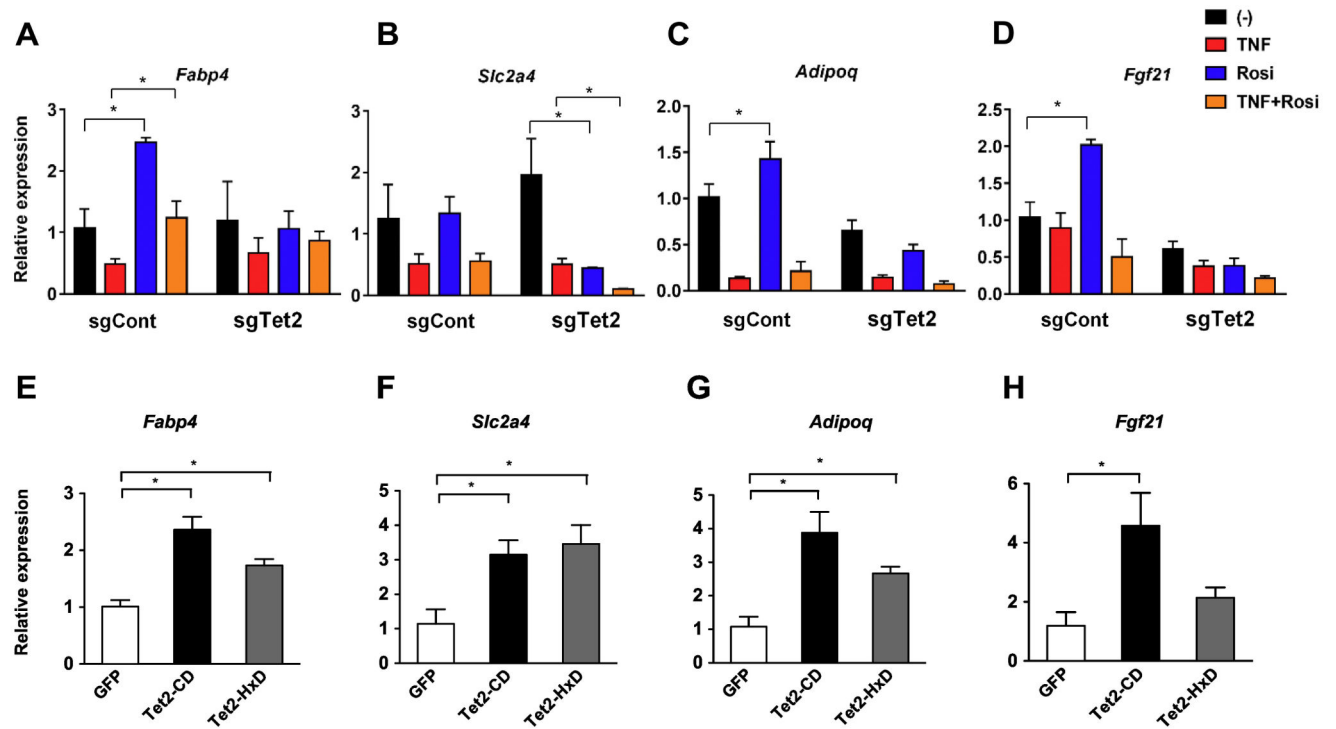 A
Fabp4
*
*
Relative expression
3
2
1
0
sgCont
sgTet2
B
Slc2a4
*
*
3
2
1
0
sgCont
sgTet2
C
Adipoq
*
2.0
1.5
1.0
0.5
0.0
sgCont
sgTet2
D
Fgf21
*
2.5
2.0
1.5
1.0
0.5
0.0
sgCont
sgTet2
(-)
TNF
Rosi
TNF+Rosi
E
Fabp4
*
*
Relative expression
3
2
1
0
GFP
Tet2-CD
Tet2-HxD
F
Slc2a4
*
*
5
4
3
2
1
0
GFP
Tet2-CD
Tet2-HxD
G
Adipoq
*
*
5
4
3
2
1
0
GFP
Tet2-CD
Tet2-HxD
H
Fgf21
*
6
4
2
0
GFP
Tet2-CD
Tet2-HxD